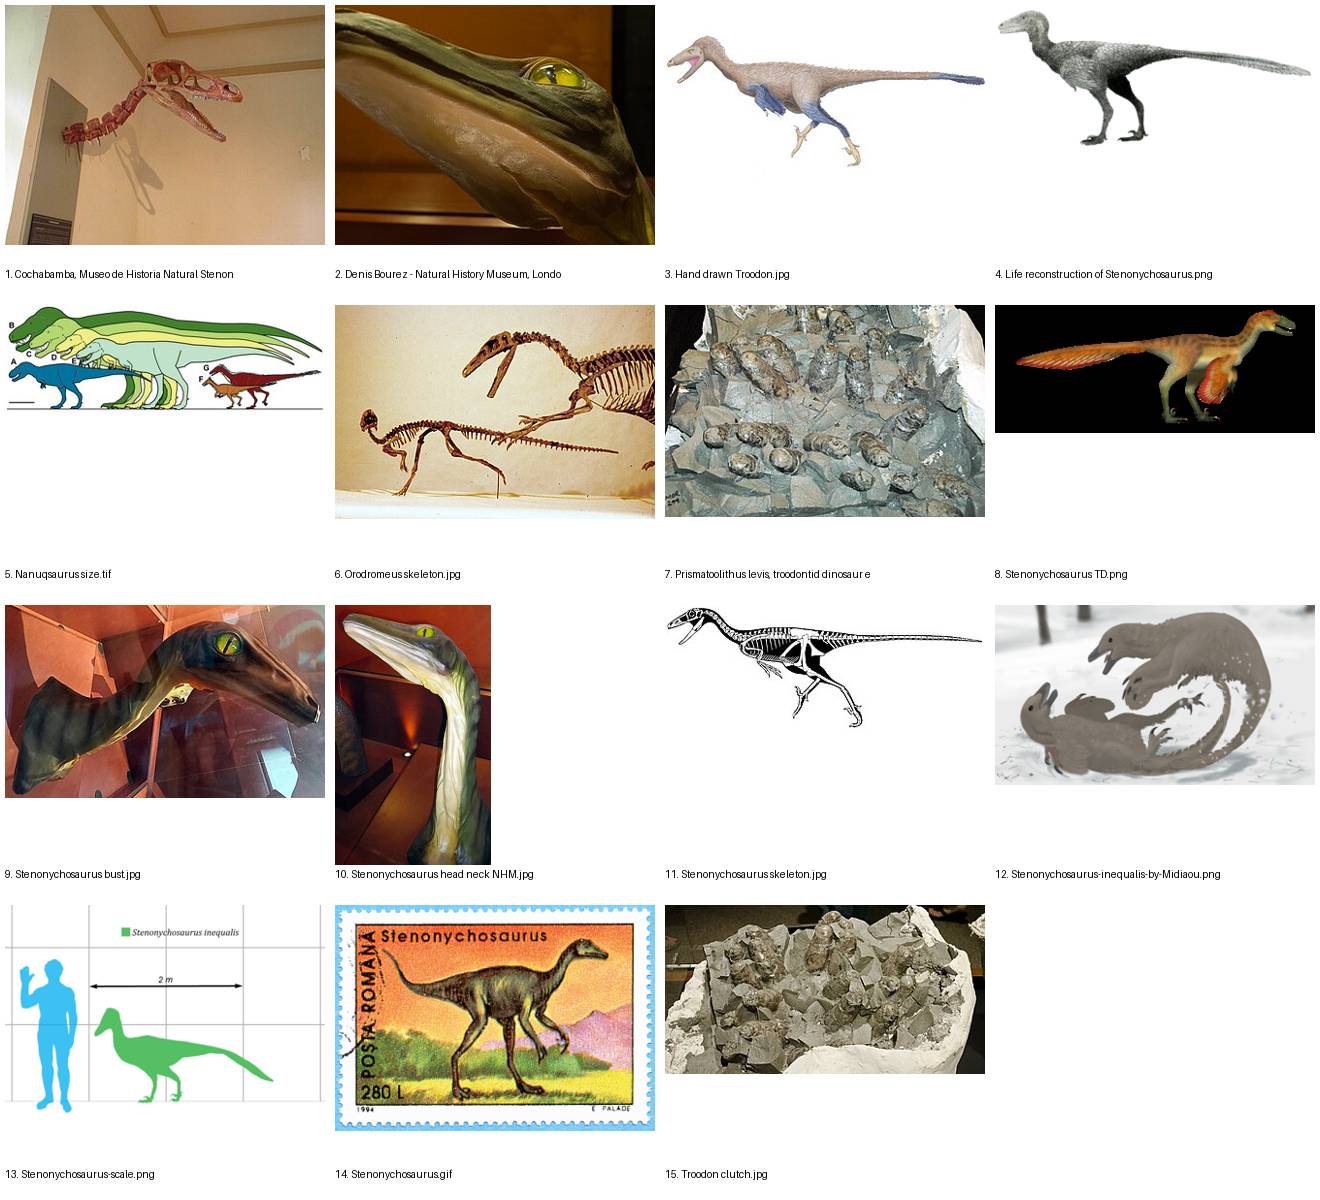 1. Cochabamba, Museo de Historia Natural Stenon
2. Denis Bourez - Natural History Museum, Londo
3. Hand drawn Troodon.jpg
4. Life reconstruction of Stenonychosaurus.png
B
C
D
E
A
G
F
5. Nanuqsaurus size.tif
6. Orodromeus skeleton.jpg
7. Prismatoolithus levis, troodontid dinosaur e
8. Stenonychosaurus TD.png
9. Stenonychosaurus bust.jpg
10. Stenonychosaurus head neck NHM.jpg
11. Stenonychosaurus skeleton.jpg
12. Stenonychosaurus-inequalis-by-Midiaou.png
Stenonychosaurus inequalis
2 m
Stenonychosaurus
POSTA ROMANA
280 L
1994
E PALADE
13. Stenonychosaurus-scale.png
14. Stenonychosaurus.gif
15. Troodon clutch.jpg